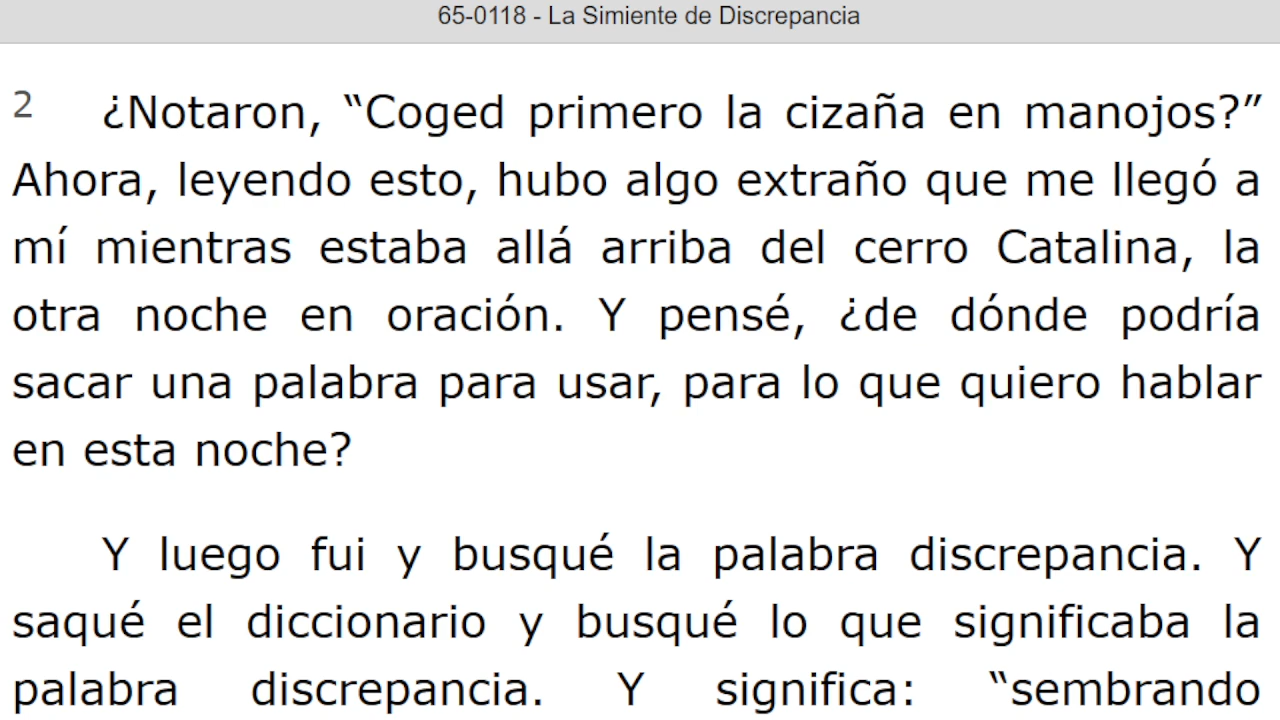 65-0118 - La Simiente de Discrepancia
2 ¿Notaron, “Coged primero la cizaña en manojos?”
Ahora, leyendo esto, hubo algo extraño que me llegó a
mí mientras estaba allá arriba del cerro Catalina, la
otra noche en oración. Y pensé, ¿de dónde podría
sacar una palabra para usar, para lo que quiero hablar
en esta noche?
Y luego fui y busqué la palabra discrepancia. Y
saqué el diccionario y busqué lo que significaba la
palabra discrepancia. Y significa: “sembrando